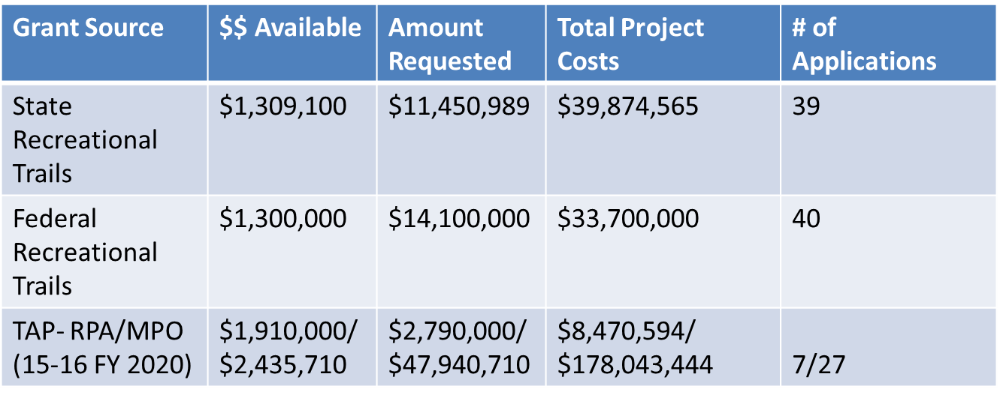 Grant Source
$$ Available
Amount
Requested
Total Project
Costs
# of
Applications
State
Recreational
Trails
$1,309,100
$11,450,989
$39,874,565
39
Federal
Recreational
Trails
$1,300,000
$14,100,000
$33,700,000
40
TAP- RPA/MPO
(15-16 FY 2020)
$1,910,000/
$2,435,710
$2,790,000/
$47,940,710
$8,470,594/
$178,043,444
7/27